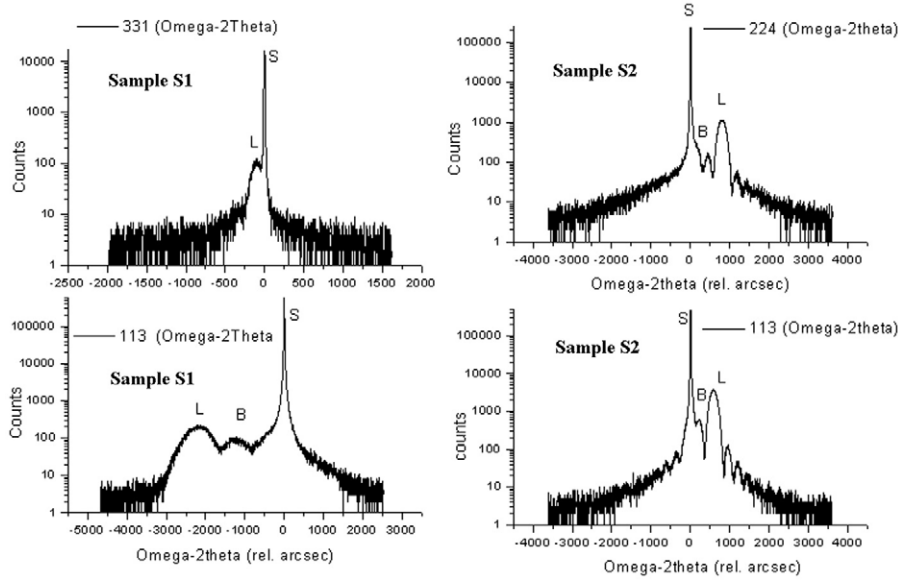 331 (Omega-2Theta)
S
Sample S1
L
Counts
10000
1000
100
10
1
-2500 -2000 -1500 -1000 -500 0 500 1000 1500 2000
S
224 (Omega-2theta)
Sample S2
L
B
Counts
100000
10000
1000
100
10
1
-4000 -3000 -2000 -1000 0 1000 2000 3000 4000
Omega-2theta (rel. arcsec)
113 (Omega-2Theta
S
Sample S1
L
B
Counts
100000
10000
1000
100
10
1
-5000 -4000 -3000 -2000 -1000 0 1000 2000 3000
Omega-2theta (rel. arcsec)
S
113 (Omega-2theta)
Sample S2
L
B
counts
100000
10000
1000
100
10
1
-4000 -3000 -2000 -1000 0 1000 2000 3000 4000
Omega-2theta (rel. arcsec)